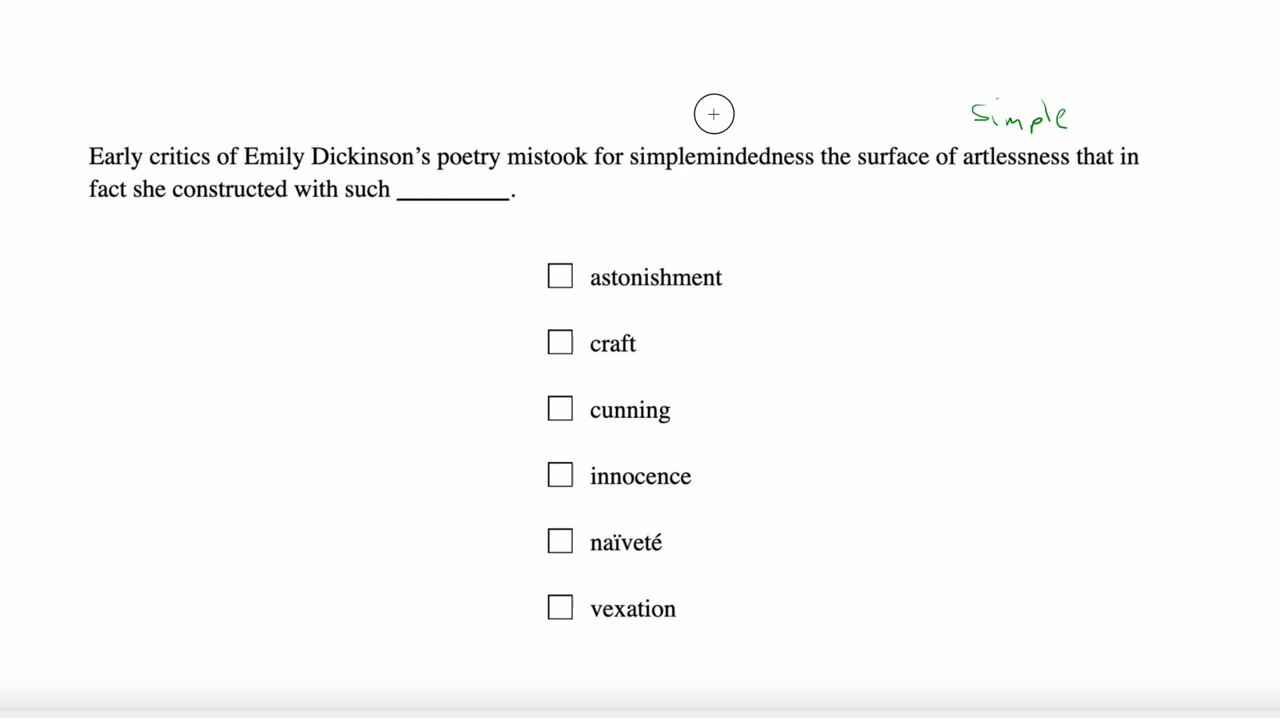 simple
Early critics of Emily Dickinson’s poetry mistook for simplemindedness the surface of artlessness that in
fact she constructed with such _________.
astonishment
craft
cunning
innocence
naïveté
vexation